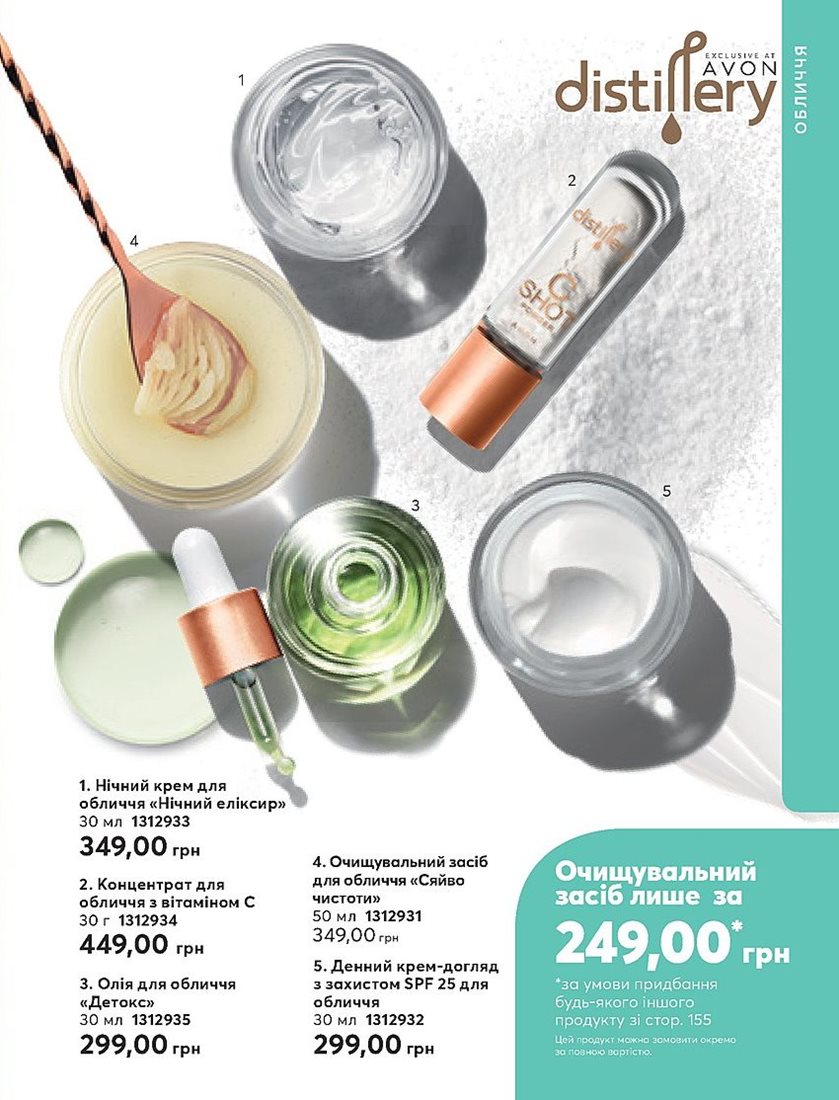 EXCLUSIVE AT
AVON
distillery
ОБЛИЧЧЯ
1
2
distillery
C
SHOT
POWDER
4
3
5
1. Нічний крем для
обличчя «Нічний еліксир»
30 мл 1312933
349,00 грн
2. Концентрат для
обличчя з вітаміном С
30 г 1312934
449,00 грн
3. Олія для обличчя
«Детокс»
30 мл 1312935
299,00 грн
4. Очищувальний засіб
для обличчя «Сяйво
чистоти»
50 мл 1312931
349,00 грн
5. Денний крем-догляд
з захистом SPF 25 для
обличчя
30 мл 1312932
299,00 грн
Очищувальний
засіб лише за
249,00* грн
*за умови придбання
будь-якого іншого
продукту зі стор. 155
Цей продукт можна замовити окремо
за повною вартістю.